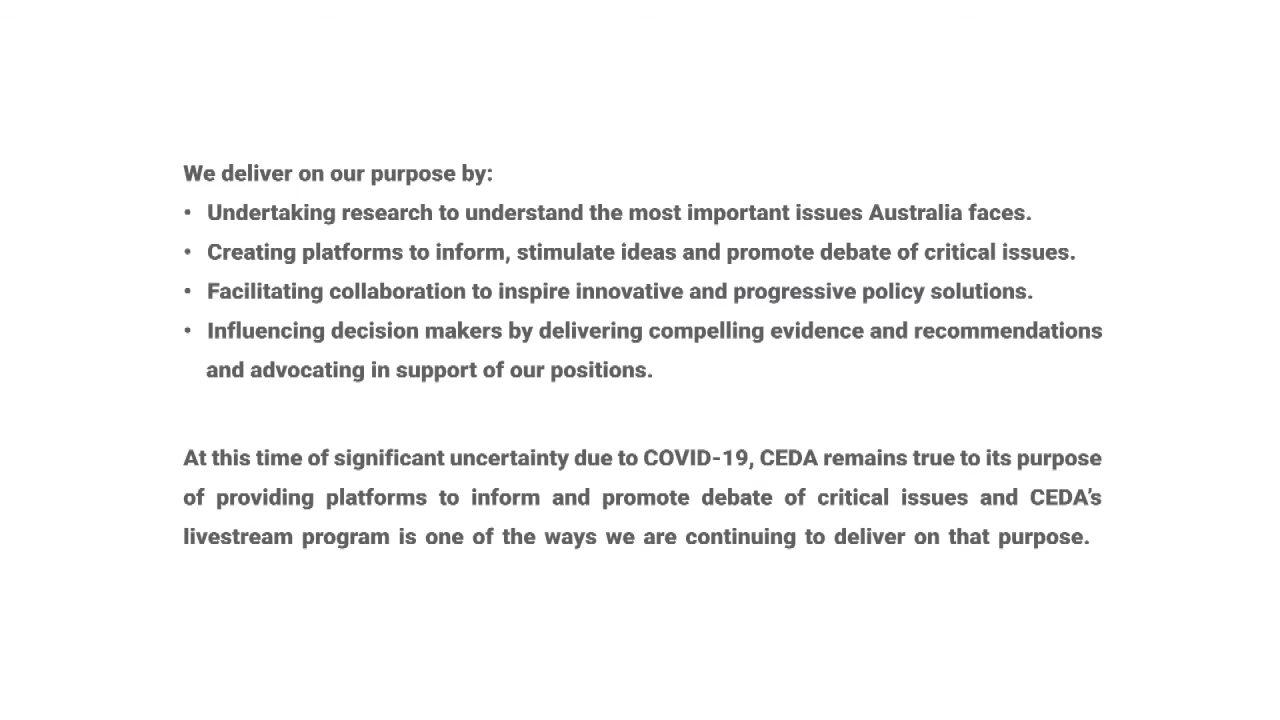 We deliver on our purpose by:
• Undertaking research to understand the most important issues Australia faces.
• Creating platforms to inform, stimulate ideas and promote debate of critical issues.
• Facilitating collaboration to inspire innovative and progressive policy solutions.
• Influencing decision makers by delivering compelling evidence and recommendations
and advocating in support of our positions.
At this time of significant uncertainty due to COVID-19, CEDA remains true to its purpose
of providing platforms to inform and promote debate of critical issues and CEDA’s
livestream program is one of the ways we are continuing to deliver on that purpose.